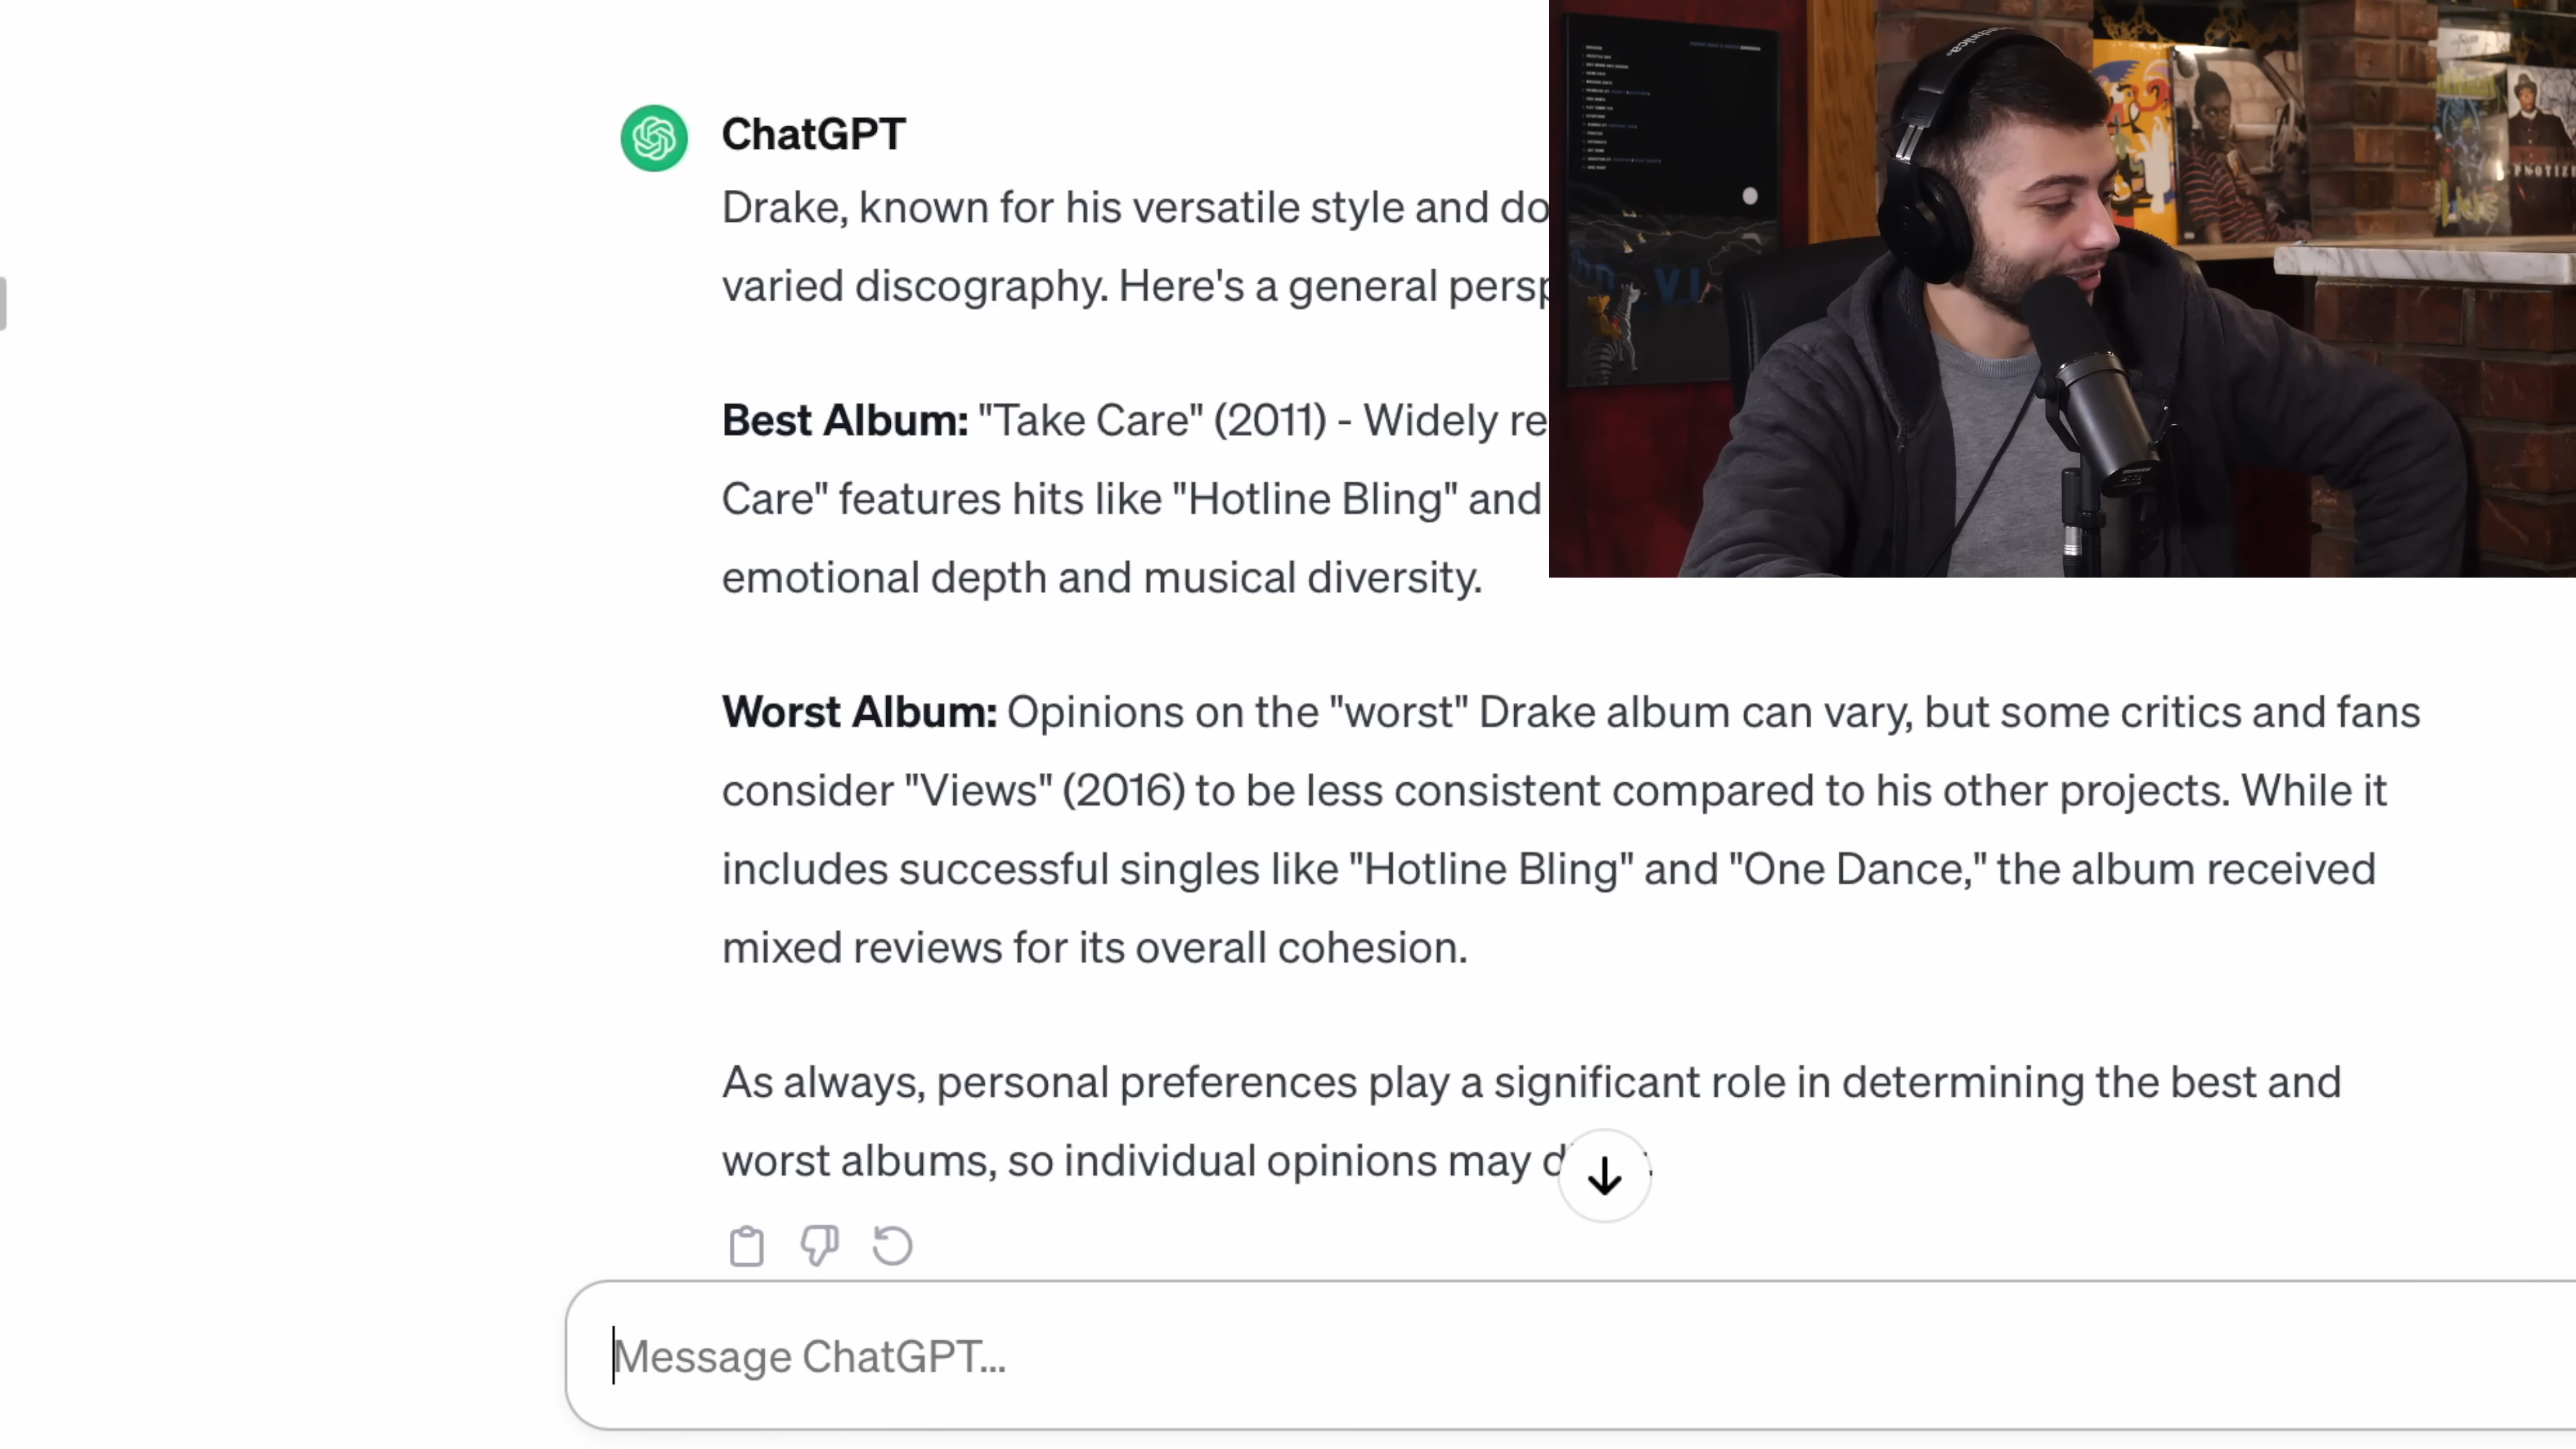 ChatGPT
Drake, known for his versatile style and do
varied discography. Here's a general persp
Best Album: "Take Care" (2011) - Widely re
Care" features hits like "Hotline Bling" and
emotional depth and musical diversity.
Worst Album: Opinions on the "worst" Drake album can vary, but some critics and fans
consider "Views" (2016) to be less consistent compared to his other projects. While it
includes successful singles like "Hotline Bling" and "One Dance," the album received
mixed reviews for its overall cohesion.
As always, personal preferences play a significant role in determining the best and
worst albums, so individual opinions may d
Message ChatGPT...